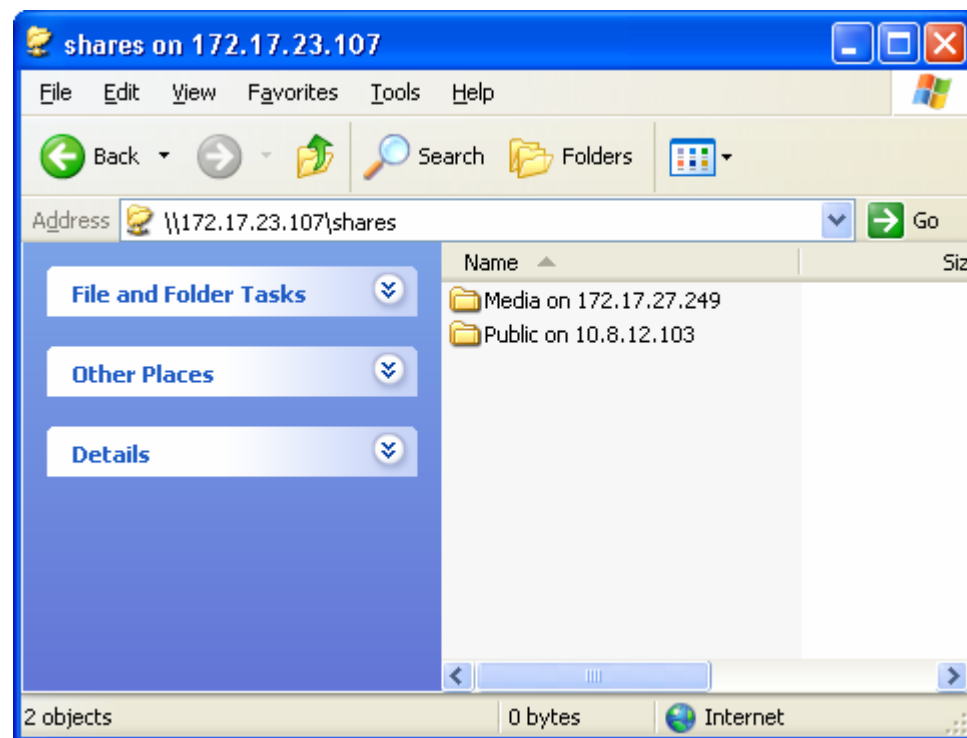 shares on 172.17.23.107
File Edit View Favorites Tools Help
Back Search Folders
Address \\172.17.23.107\shares Go
Name Siz
File and Folder Tasks
Media on 172.17.27.249
Public on 10.8.12.103
Other Places
Details
2 objects 0 bytes Internet